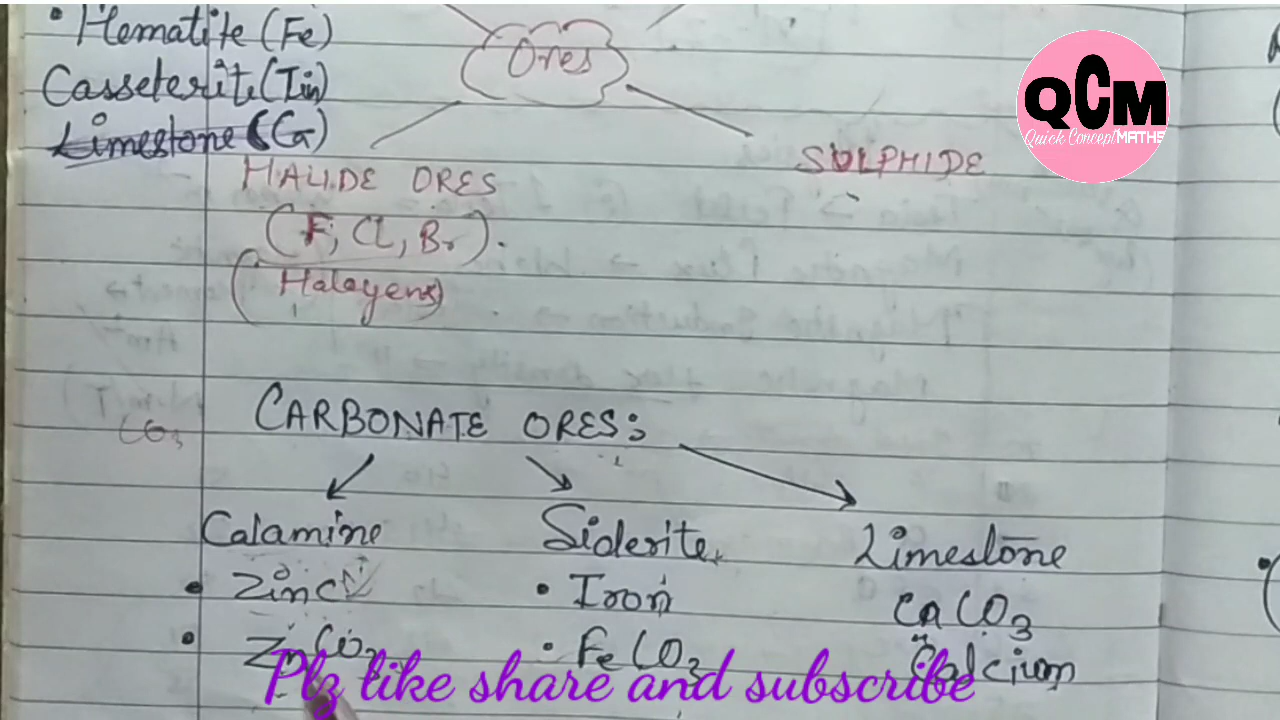 • Hematite (Fe)
Ores
Casseterite (Tin)
Limestone (Ca)
QCM
Quick Concept MATHS
SULPHIDE
HALIDE ORES
(F, Cl, Br).
(Halogens)
CARBONATE ORES:
CO3
Calamine Siderite Limestone
• Zinc • Iron CaCO3
• ZnCO3 • FeCO3 Calcium
Plz like share and subscribe